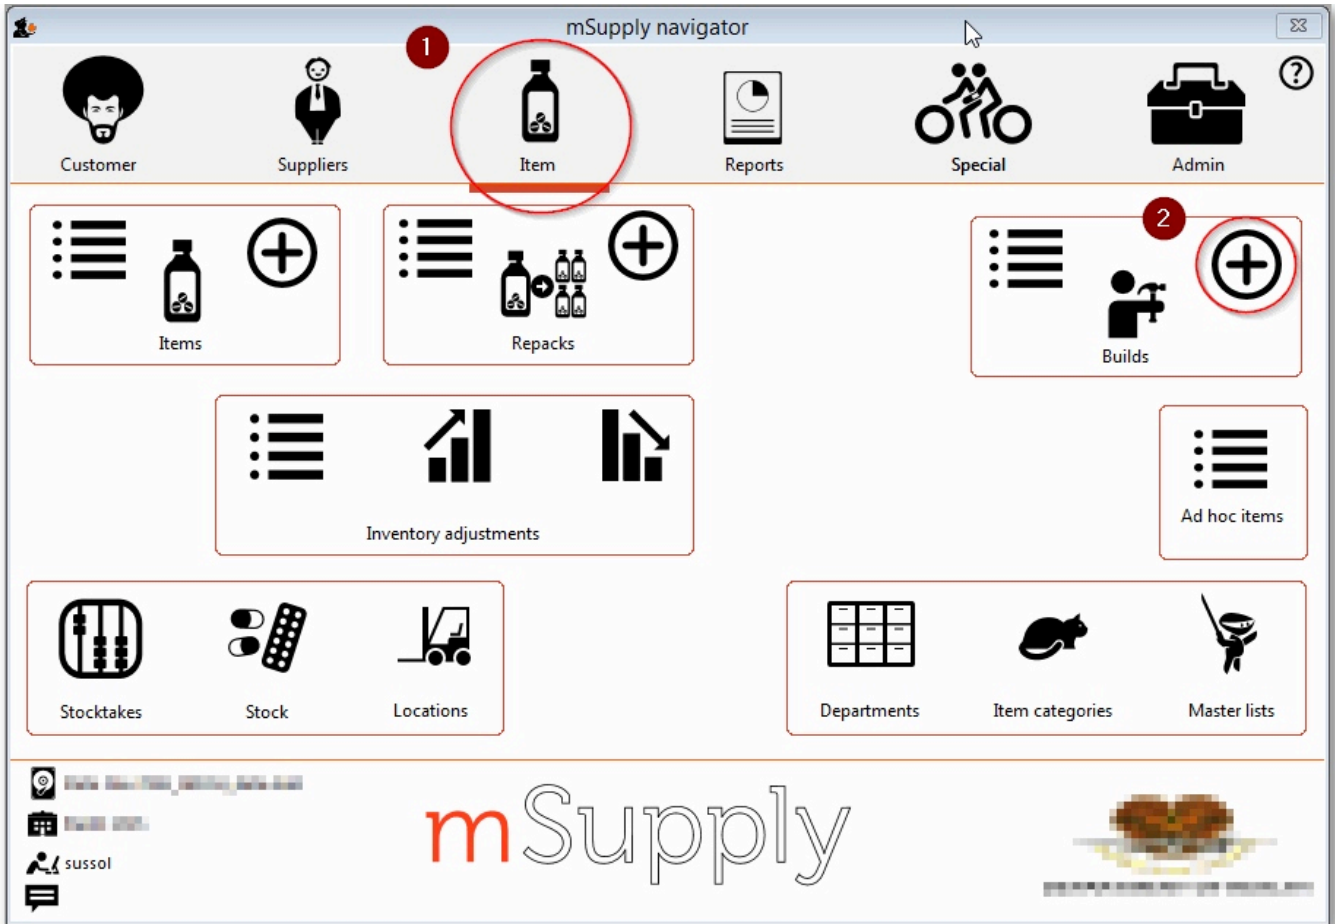 mSupply navigator
1
Customer
Suppliers
Item
Reports
Special
Admin
?
2
Items
Repacks
Builds
Inventory adjustments
Ad hoc items
Stocktakes
Stock
Locations
Departments
Item categories
Master lists
sussol
mSupply